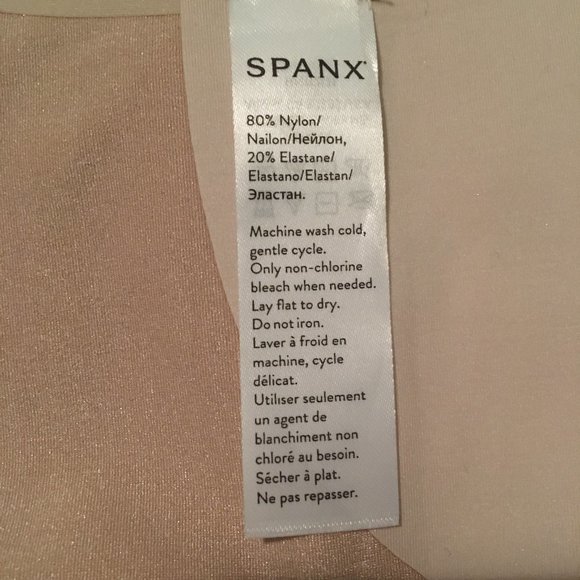 SPANX®
80% Nylon/
Nailon/Нейлон,
20% Elastane/
Elastano/Elastan/
Эластан.
Machine wash cold,
gentle cycle.
Only non-chlorine
bleach when needed.
Lay flat to dry.
Do not iron.
Laver à froid en
machine, cycle
délicat.
Utiliser seulement
un agent de
blanchiment non
chloré au besoin.
Sécher à plat.
Ne pas repasser.